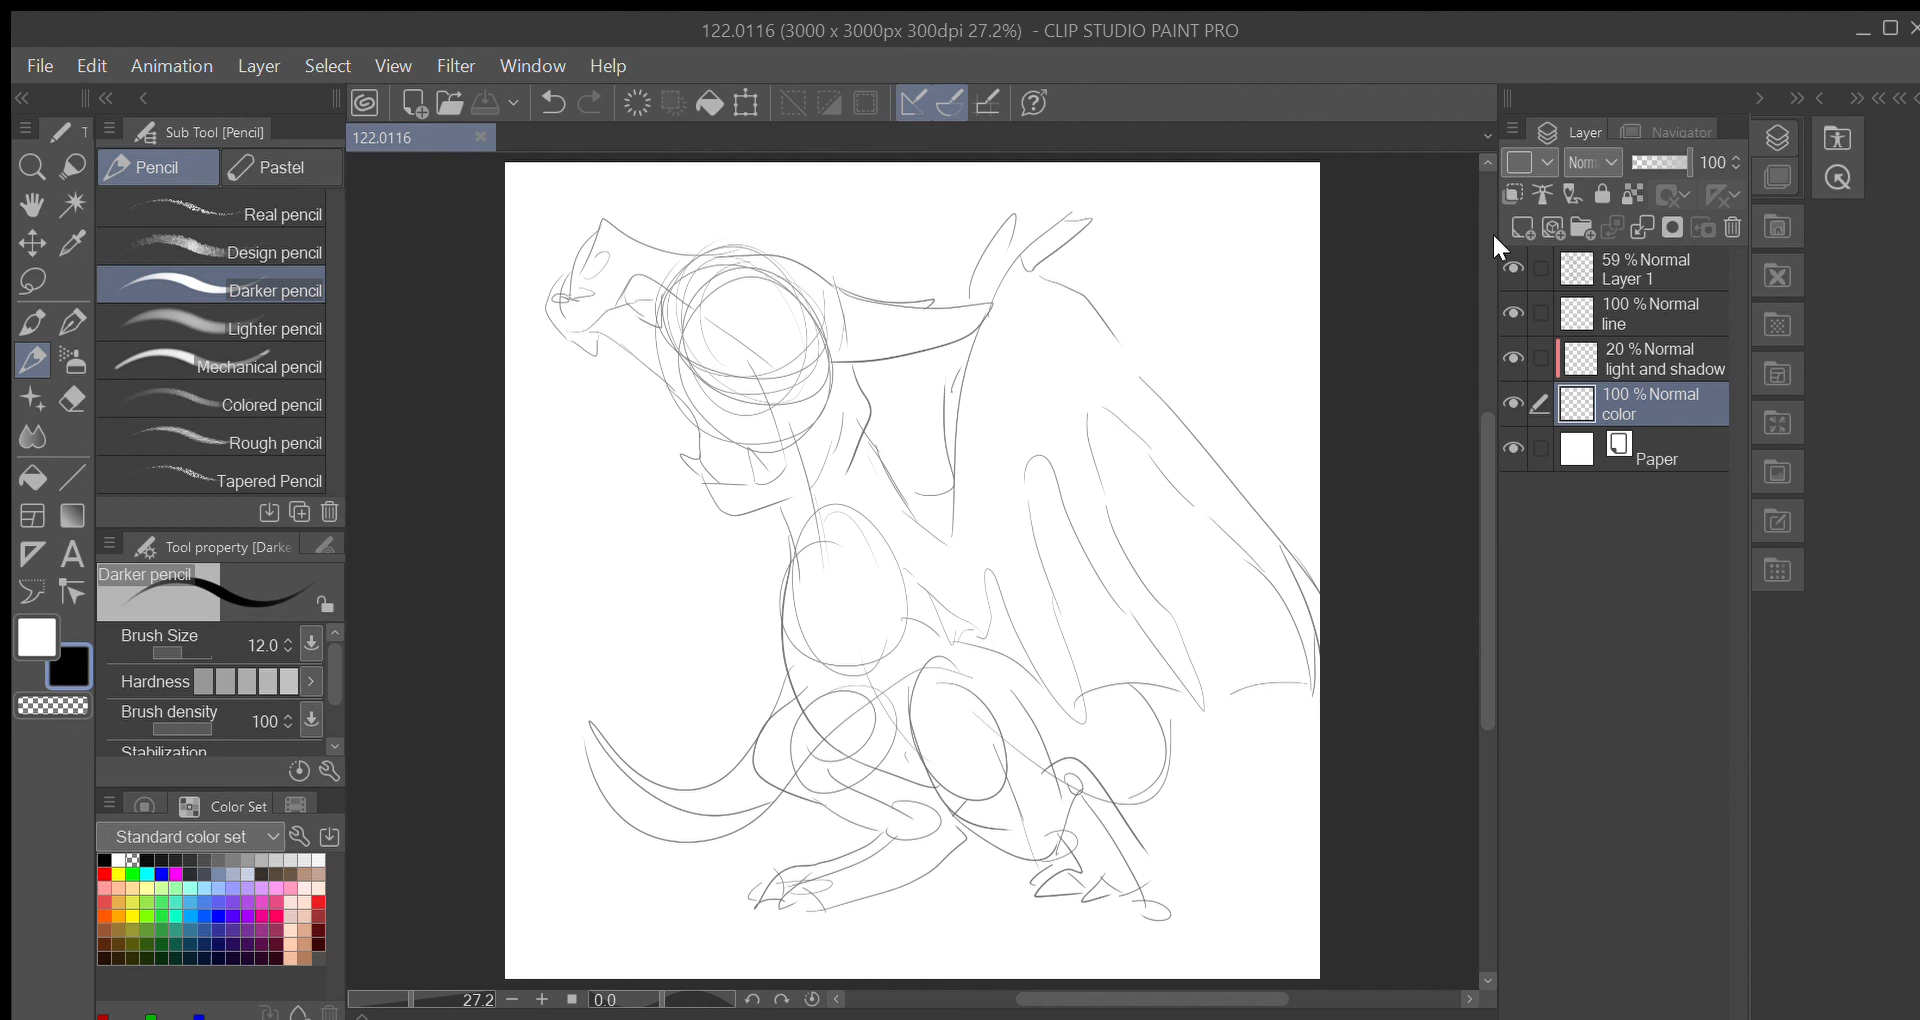 122.0116 (3000 x 3000px 300dpi 27.2%) - CLIP STUDIO PAINT PRO
File Edit Animation Layer Select View Filter Window Help
T Sub Tool [Pencil]
122.0116
Layer Navigator
Pencil Pastel
Norm 100
Real pencil
Design pencil
Darker pencil
Lighter pencil
Mechanical pencil
Colored pencil
Rough pencil
Tapered Pencil
59 % Normal
Layer 1
100 % Normal
line
20 % Normal
light and shadow
100 % Normal
color
Paper
Tool property [Darke
Darker pencil
Brush Size 12.0
Hardness
Brush density 100
Stabilization
Color Set
Standard color set
27.2 0.0